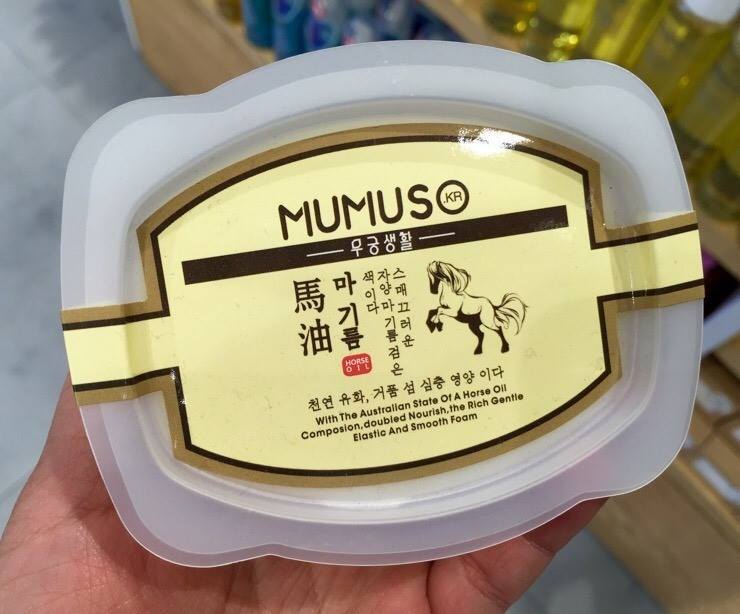 MUMUSO.KR
무궁생활
馬油
마기름
HORSE
OIL
색이다
자양마기름검은
스매끄러운
천연 유화, 거품 섬 심층 영양 이다
With The Australian State Of A Horse Oil
Composion,doubled Nourish,the Rich Gentle
Elastic And Smooth Foam